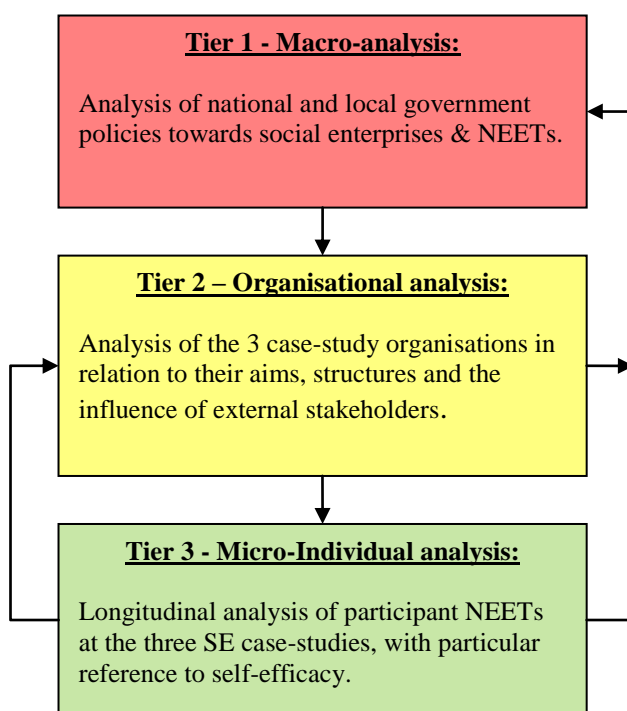 Tier 1 - Macro-analysis:
Analysis of national and local government
policies towards social enterprises & NEETs.
Tier 2 – Organisational analysis:
Analysis of the 3 case-study organisations in
relation to their aims, structures and the
influence of external stakeholders.
Tier 3 - Micro-Individual analysis:
Longitudinal analysis of participant NEETs
at the three SE case-studies, with particular
reference to self-efficacy.